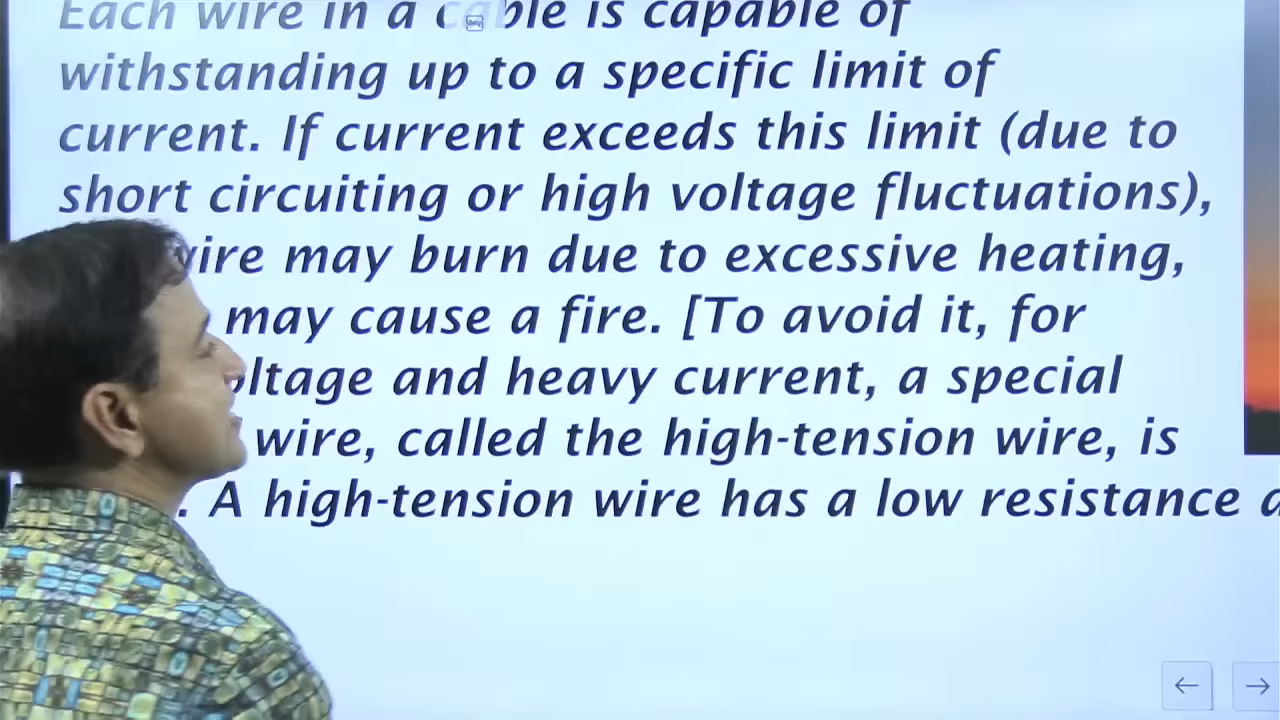 Each wire in a cable is capable of
withstanding up to a specific limit of
current. If current exceeds this limit (due to
short circuiting or high voltage fluctuations),
wire may burn due to excessive heating,
may cause a fire. [To avoid it, for
and heavy current, a special
wire, called the high-tension wire, is
. A high-tension wire has a low resistance